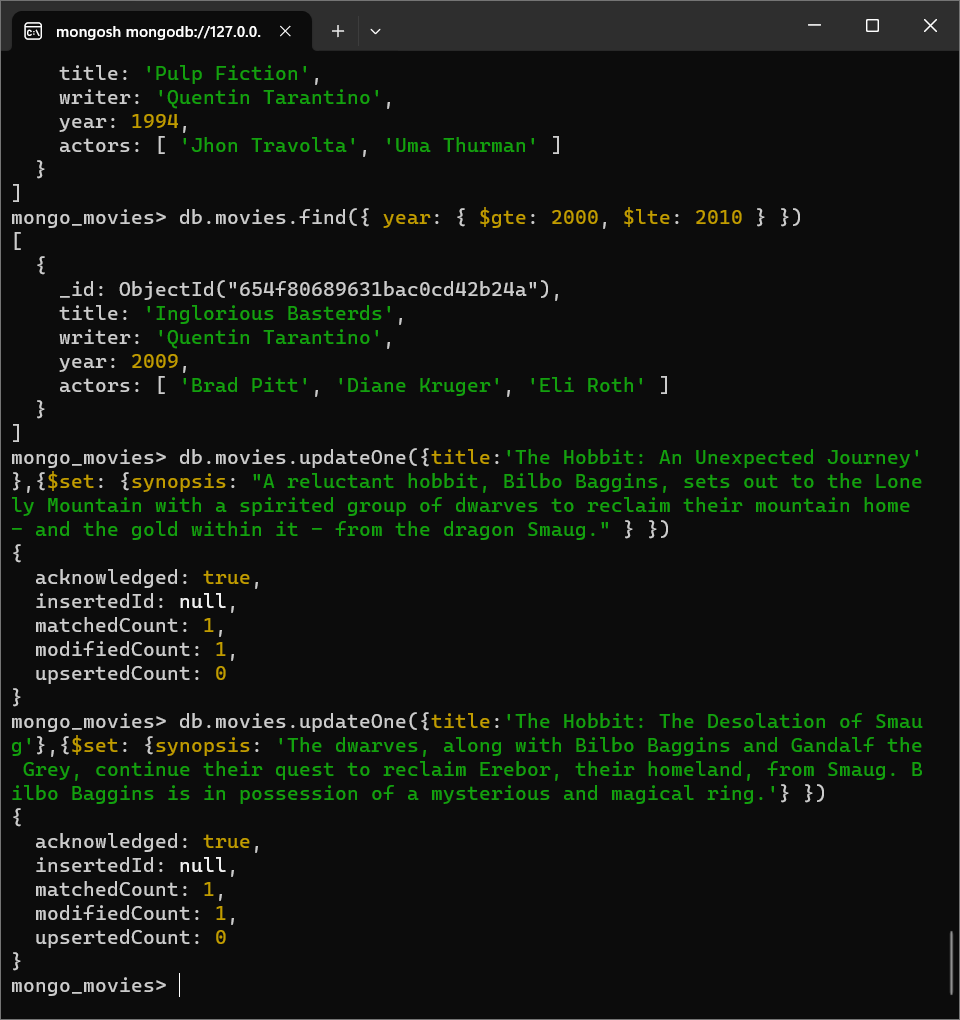 mongosh mongodb://127.0.0.
    title: 'Pulp Fiction',
    writer: 'Quentin Tarantino',
    year: 1994,
    actors: [ 'Jhon Travolta', 'Uma Thurman' ]
  }
]
mongo_movies> db.movies.find({ year: { $gte: 2000, $lte: 2010 } })
[
  {
    _id: ObjectId("654f80689631bac0cd42b24a"),
    title: 'Inglorious Basterds',
    writer: 'Quentin Tarantino',
    year: 2009,
    actors: [ 'Brad Pitt', 'Diane Kruger', 'Eli Roth' ]
  }
]
mongo_movies> db.movies.updateOne({title:'The Hobbit: An Unexpected Journey'
},{$set: {synopsis: "A reluctant hobbit, Bilbo Baggins, sets out to the Lone
ly Mountain with a spirited group of dwarves to reclaim their mountain home
- and the gold within it - from the dragon Smaug." } })
{
  acknowledged: true,
  insertedId: null,
  matchedCount: 1,
  modifiedCount: 1,
  upsertedCount: 0
}
mongo_movies> db.movies.updateOne({title:'The Hobbit: The Desolation of Smau
g'},{$set: {synopsis: 'The dwarves, along with Bilbo Baggins and Gandalf the
 Grey, continue their quest to reclaim Erebor, their homeland, from Smaug. B
ilbo Baggins is in possession of a mysterious and magical ring.'} })
{
  acknowledged: true,
  insertedId: null,
  matchedCount: 1,
  modifiedCount: 1,
  upsertedCount: 0
}
mongo_movies>